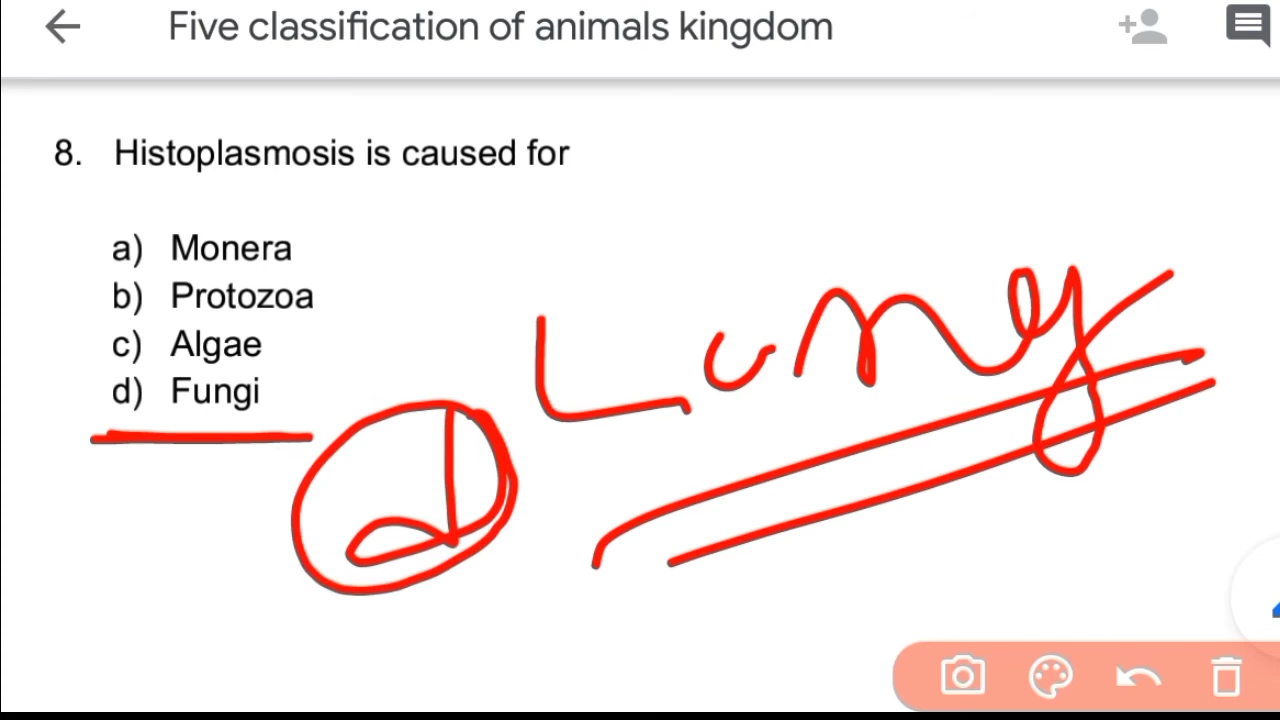 Five classification of animals kingdom
8. Histoplasmosis is caused for
a) Monera
b) Protozoa
c) Algae
d) Fungi
D
Lung